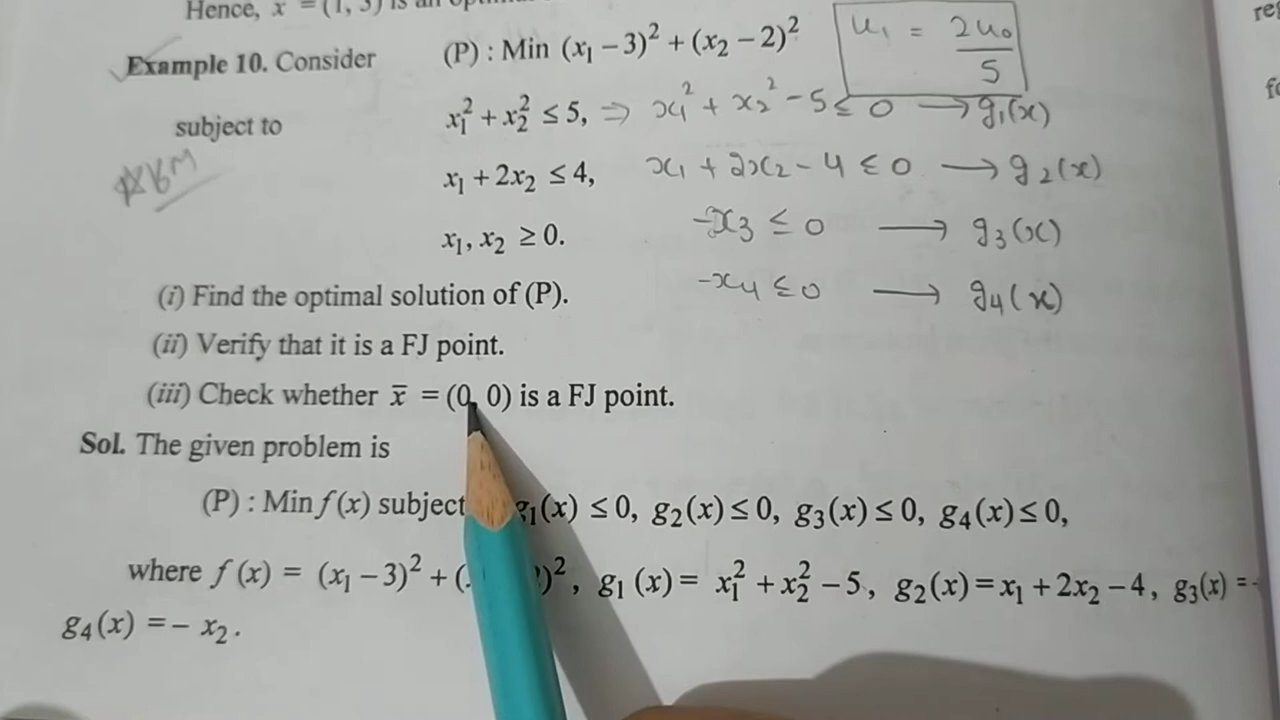 Hence, x = (1, 3) is an
Example 10. Consider (P) : Min (x₁ – 3)² + (x₂ – 2)² u₁ = 2u₀/5
subject to x₁² + x₂² ≤ 5, ⇒ x₁² + x₂² – 5 ≤ 0 → g₁(x)
x₁ + 2x₂ ≤ 4, x₁ + 2x₂ – 4 ≤ 0 → g₂(x)
x₁, x₂ ≥ 0. -x₃ ≤ 0 → g₃(x)
-x₄ ≤ 0 → g₄(x)
(i) Find the optimal solution of (P).
(ii) Verify that it is a FJ point.
(iii) Check whether x̄ = (0, 0) is a FJ point.
Sol. The given problem is
(P) : Min f(x) subject g₁(x) ≤ 0, g₂(x) ≤ 0, g₃(x) ≤ 0, g₄(x) ≤ 0,
where f (x) = (x₁ – 3)² + ( )², g₁ (x) = x₁² + x₂² – 5, g₂(x) = x₁ + 2x₂ – 4, g₃(x) = -
g₄(x) = – x₂.